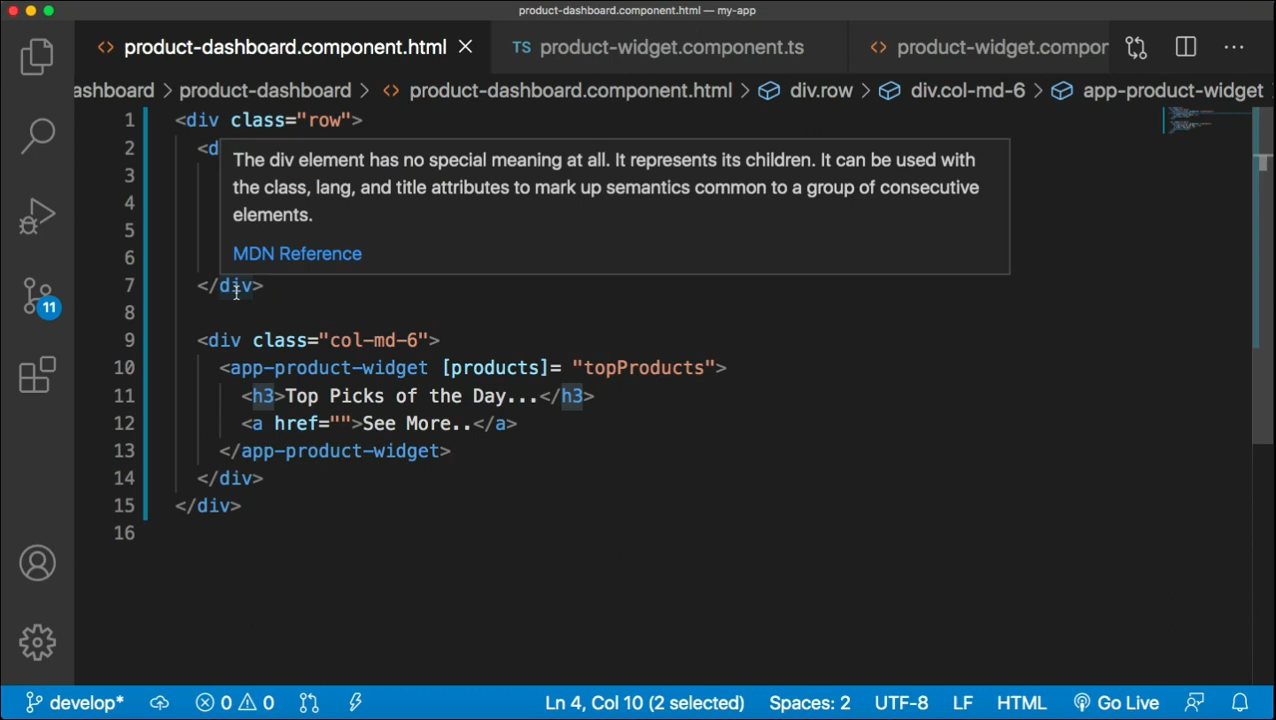 product-dashboard.component.html — my-app
<> product-dashboard.component.html × TS product-widget.component.ts <> product-widget.compor
ashboard > product-dashboard > <> product-dashboard.component.html > div.row > div.col-md-6 > app-product-widget
1 <div class="row">
2 <d
The div element has no special meaning at all. It represents its children. It can be used with
3
the class, lang, and title attributes to mark up semantics common to a group of consecutive
4
elements.
5
MDN Reference
6
7 </div>
8
9 <div class="col-md-6">
10 <app-product-widget [products]= "topProducts">
11 <h3>Top Picks of the Day...</h3>
12 <a href="">See More..</a>
13 </app-product-widget>
14 </div>
15 </div>
16
11
develop* 0 0 Ln 4, Col 10 (2 selected) Spaces: 2 UTF-8 LF HTML Go Live